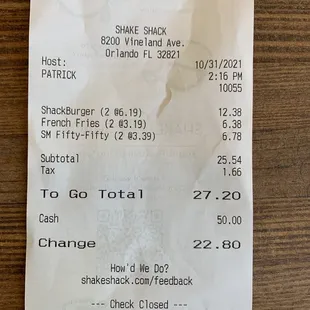 SHAKE SHACK
8200 Vineland Ave.
Orlando FL 32821
Host: 10/31/2021
PATRICK 2:16 PM
10055
ShackBurger (2 @6.19) 12.38
French Fries (2 @3.19) 6.38
SM Fifty-Fifty (2 @3.39) 6.78
Subtotal 25.54
Tax 1.66
To Go Total 27.20
Cash 50.00
Change 22.80
How'd We Do?
shakeshack.com/feedback
--- Check Closed ---